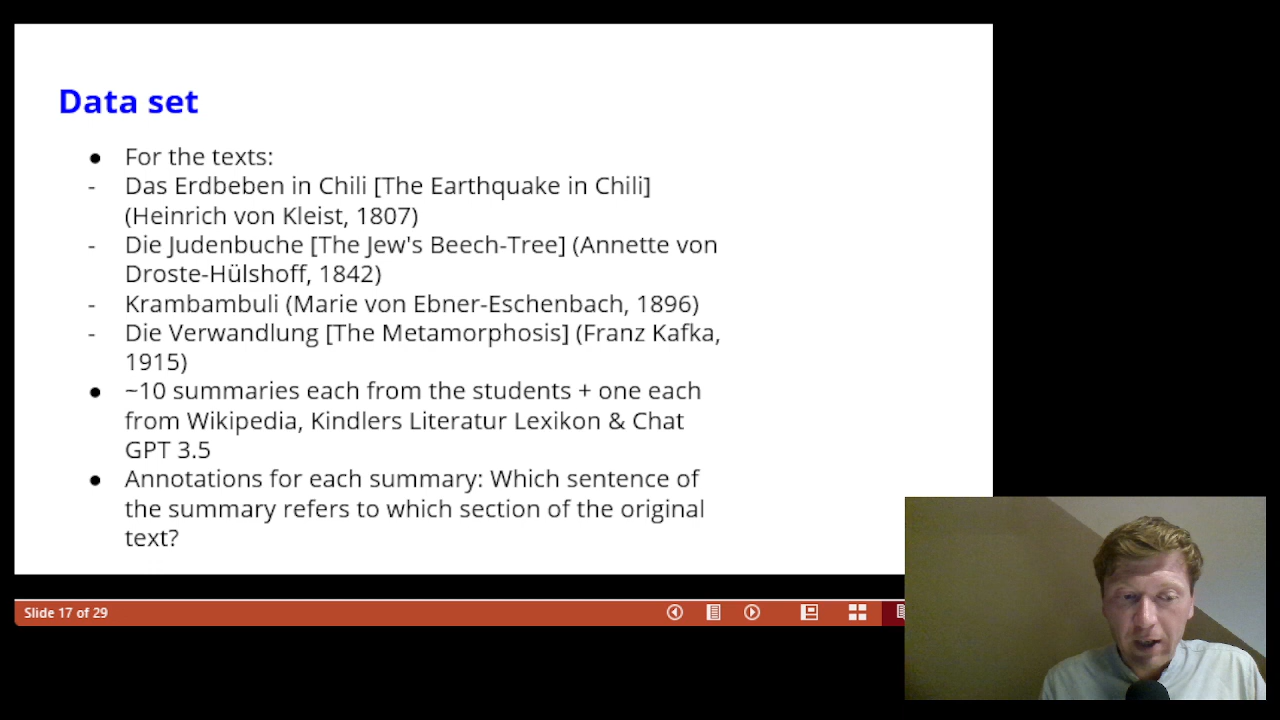 Data set
● For the texts:
- Das Erdbeben in Chili [The Earthquake in Chili]
(Heinrich von Kleist, 1807)
- Die Judenbuche [The Jew's Beech-Tree] (Annette von
Droste-Hülshoff, 1842)
- Krambambuli (Marie von Ebner-Eschenbach, 1896)
- Die Verwandlung [The Metamorphosis] (Franz Kafka,
1915)
● ~10 summaries each from the students + one each
from Wikipedia, Kindlers Literatur Lexikon & Chat
GPT 3.5
● Annotations for each summary: Which sentence of
the summary refers to which section of the original
text?
Slide 17 of 29